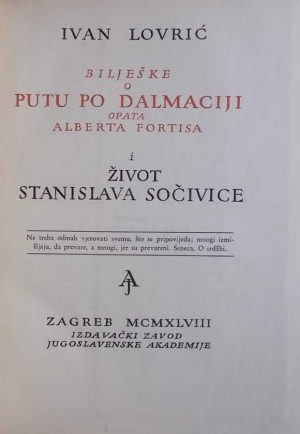 IVAN LOVRIĆ
BILJEŠKE
O
PUTU PO DALMACIJI
OPATA
ALBERTA FORTISA
i
ŽIVOT
STANISLAVA SOČIVICE
Ne treba odmah vjerovati svemu, što se pripovijeda; mnogi izmi-
šljaju, da prevare, a mnogi, jer su prevareni. Seneca, O srdžbi.
AJ
ZAGREB MCMXLVIII
IZDAVAČKI ZAVOD
JUGOSLAVENSKE AKADEMIJE